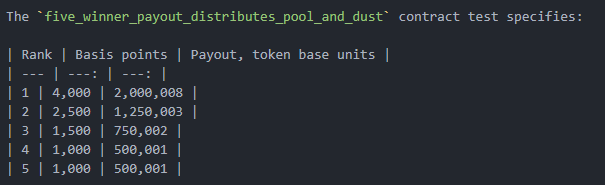 The `five_winner_payout_distributes_pool_and_dust` contract test specifies:
| Rank | Basis points | Payout, token base units |
| --- | ---: | ---: |
| 1 | 4,000 | 2,000,008 |
| 2 | 2,500 | 1,250,003 |
| 3 | 1,500 | 750,002 |
| 4 | 1,000 | 500,001 |
| 5 | 1,000 | 500,001 |